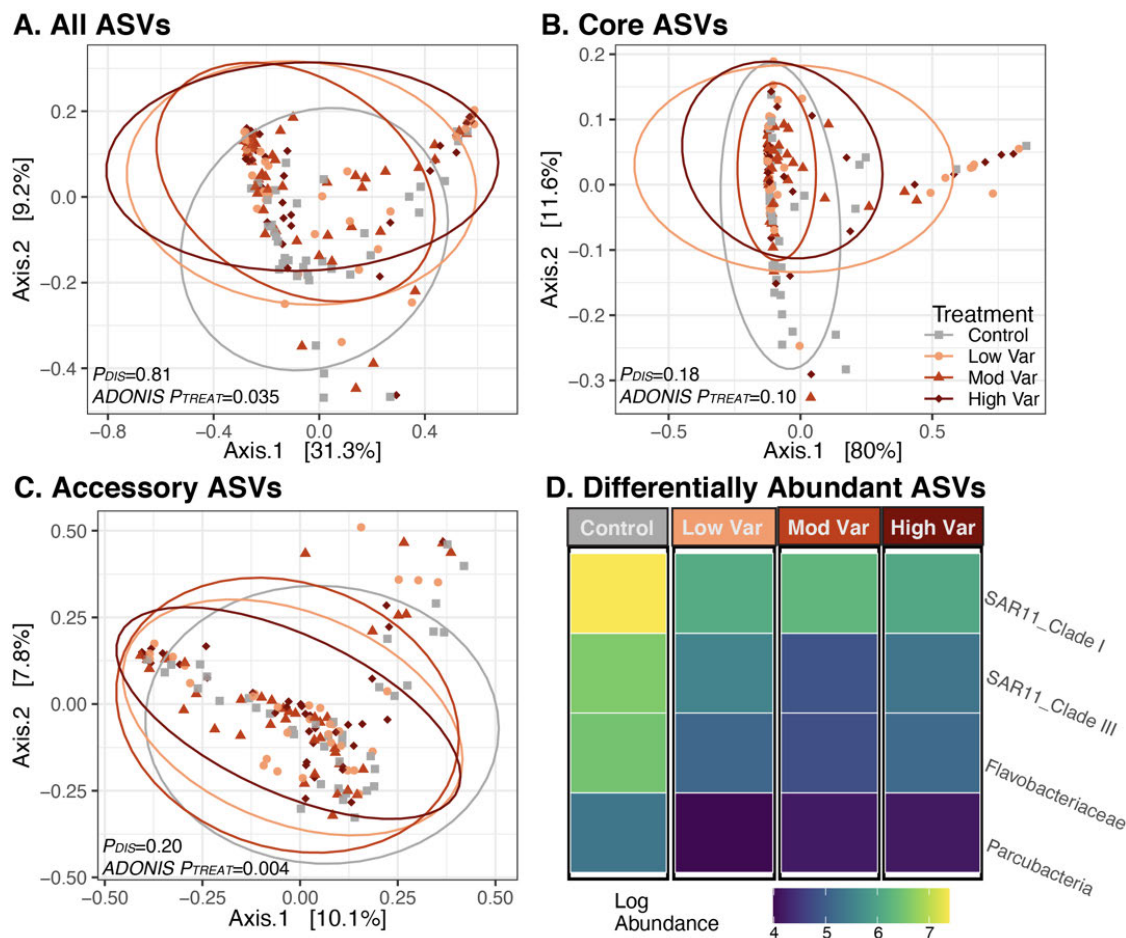 A. All ASVs
0.2
0.0
−0.2
−0.4
Axis.2 [9.2%]
PDIS=0.81
ADONIS PTREAT=0.035
−0.8
−0.4
0.0
0.4
Axis.1 [31.3%]
B. Core ASVs
0.2
0.1
0.0
−0.1
−0.2
−0.3
Axis.2 [11.6%]
Treatment
Control
Low Var
Mod Var
High Var
PDIS=0.18
ADONIS PTREAT=0.10
−0.5
0.0
0.5
Axis.1 [80%]
C. Accessory ASVs
0.50
0.25
0.00
−0.25
−0.50
Axis.2 [7.8%]
PDIS=0.20
ADONIS PTREAT=0.004
−0.50
−0.25
0.00
0.25
0.50
Axis.1 [10.1%]
D. Differentially Abundant ASVs
Control
Low Var
Mod Var
High Var
SAR11_Clade I
SAR11_Clade III
Flavobacteriaceae
Parcubacteria
Log
Abundance
4
5
6
7